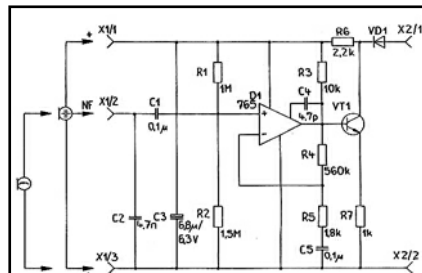 + X1/1
R6
VD1
X2/1
2,2k
R1
1M
R3
10k
D1
765
C4
4,7p
VT1
NF X1/2
C1
0,1µ
+
−
R4
560k
C2
4,7n
C3
6,8µ/
6,3V
R2
1,5M
R5
1,8k
R7
1k
C5
0,1µ
X1/3
X2/2